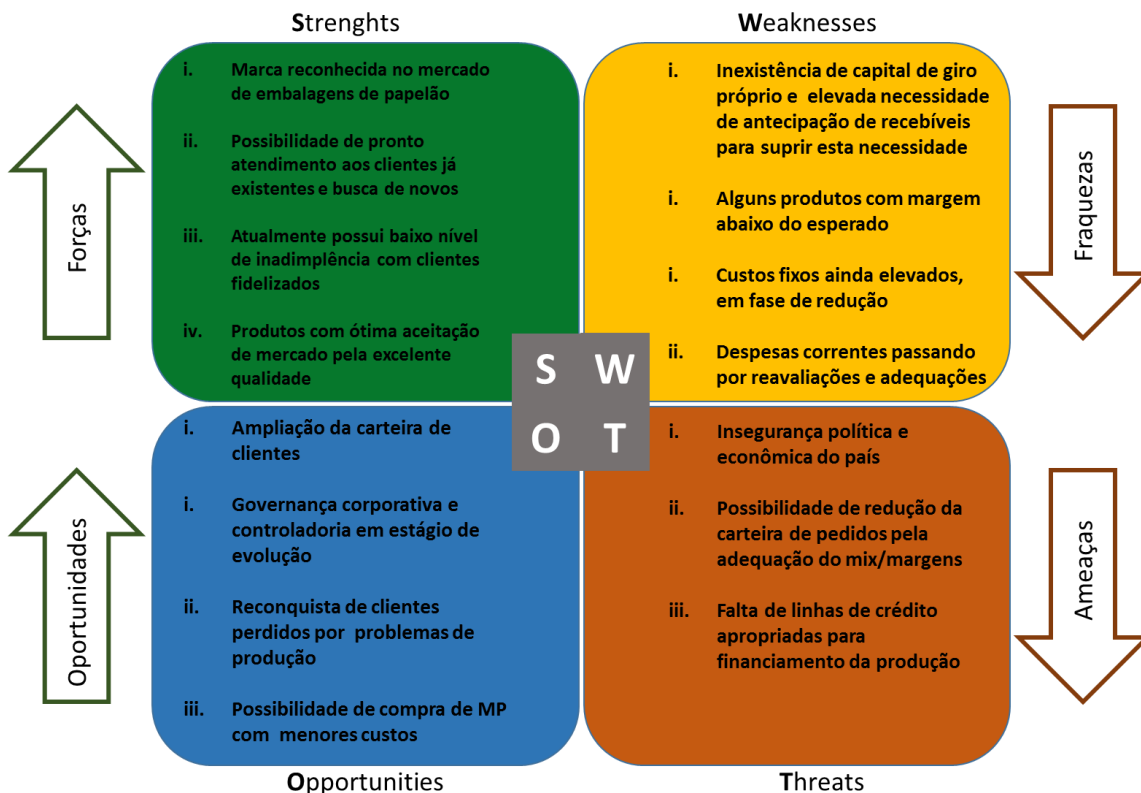 Strenghts
i. Marca reconhecida no mercado
de embalagens de papelão
ii. Possibilidade de pronto
atendimento aos clientes já
existentes e busca de novos
iii. Atualmente possui baixo nível
de inadimplência com clientes
fidelizados
iv. Produtos com ótima aceitação
de mercado pela excelente
qualidade
Forças
Weaknesses
i. Inexistência de capital de giro
próprio e elevada necessidade
de antecipação de recebíveis
para suprir esta necessidade
i. Alguns produtos com margem
abaixo do esperado
i. Custos fixos ainda elevados,
em fase de redução
ii. Despesas correntes passando
por reavaliações e adequações
Fraquezas
S W
O T
i. Ampliação da carteira de
clientes
i. Governança corporativa e
controladoria em estágio de
evolução
ii. Reconquista de clientes
perdidos por problemas de
produção
iii. Possibilidade de compra de MP
com menores custos
Oportunidades
Opportunities
i. Insegurança política e
econômica do país
ii. Possibilidade de redução da
carteira de pedidos pela
adequação do mix/margens
iii. Falta de linhas de crédito
apropriadas para
financiamento da produção
Ameaças
Threats